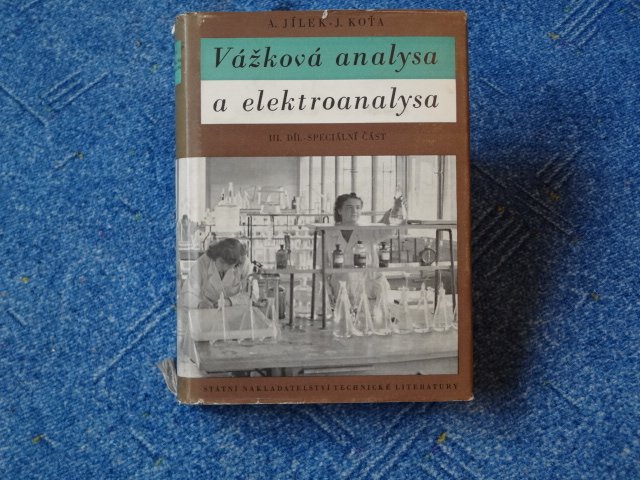 A. JÍLEK - J. KOŤA
Vážková analysa
a elektroanalysa
III. DÍL - SPECIÁLNÍ ČÁST
STÁTNÍ NAKLADATELSTVÍ TECHNICKÉ LITERATURY